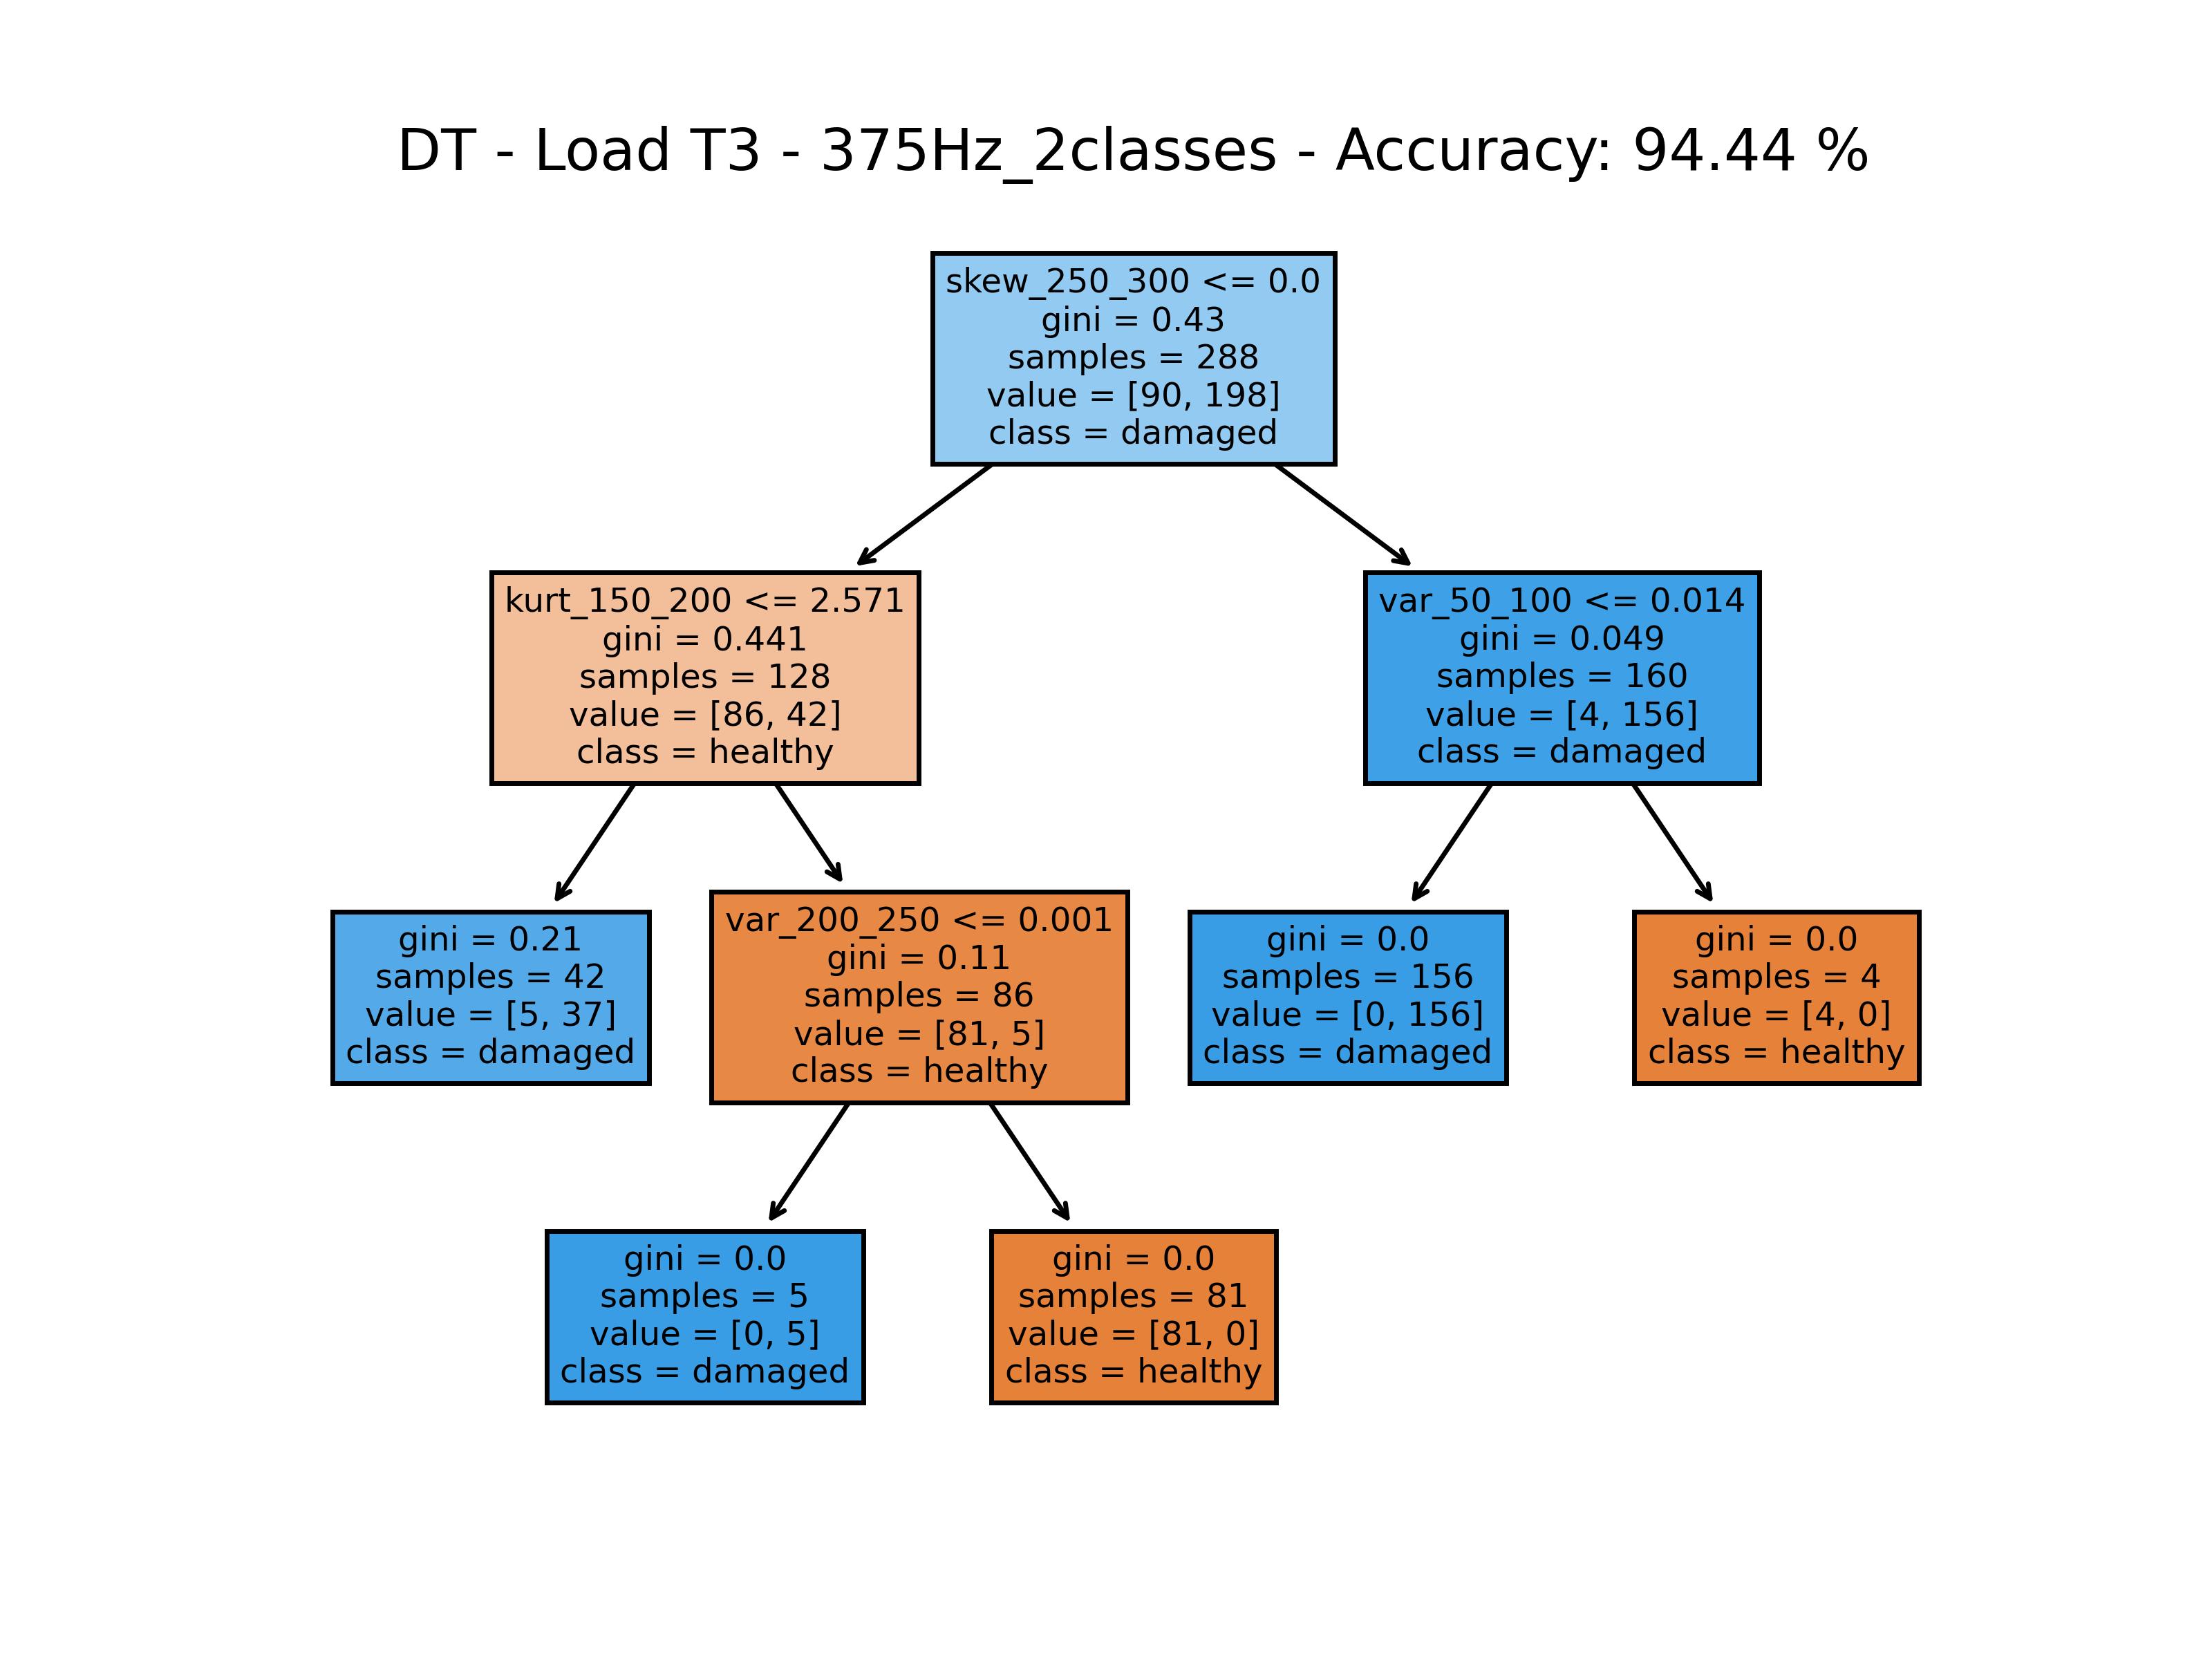 DT - Load T3 - 375Hz_2classes - Accuracy: 94.44 %
skew_250_300 <= 0.0
gini = 0.43
samples = 288
value = [90, 198]
class = damaged
kurt_150_200 <= 2.571
gini = 0.441
samples = 128
value = [86, 42]
class = healthy
var_50_100 <= 0.014
gini = 0.049
samples = 160
value = [4, 156]
class = damaged
gini = 0.21
samples = 42
value = [5, 37]
class = damaged
var_200_250 <= 0.001
gini = 0.11
samples = 86
value = [81, 5]
class = healthy
gini = 0.0
samples = 156
value = [0, 156]
class = damaged
gini = 0.0
samples = 4
value = [4, 0]
class = healthy
gini = 0.0
samples = 5
value = [0, 5]
class = damaged
gini = 0.0
samples = 81
value = [81, 0]
class = healthy